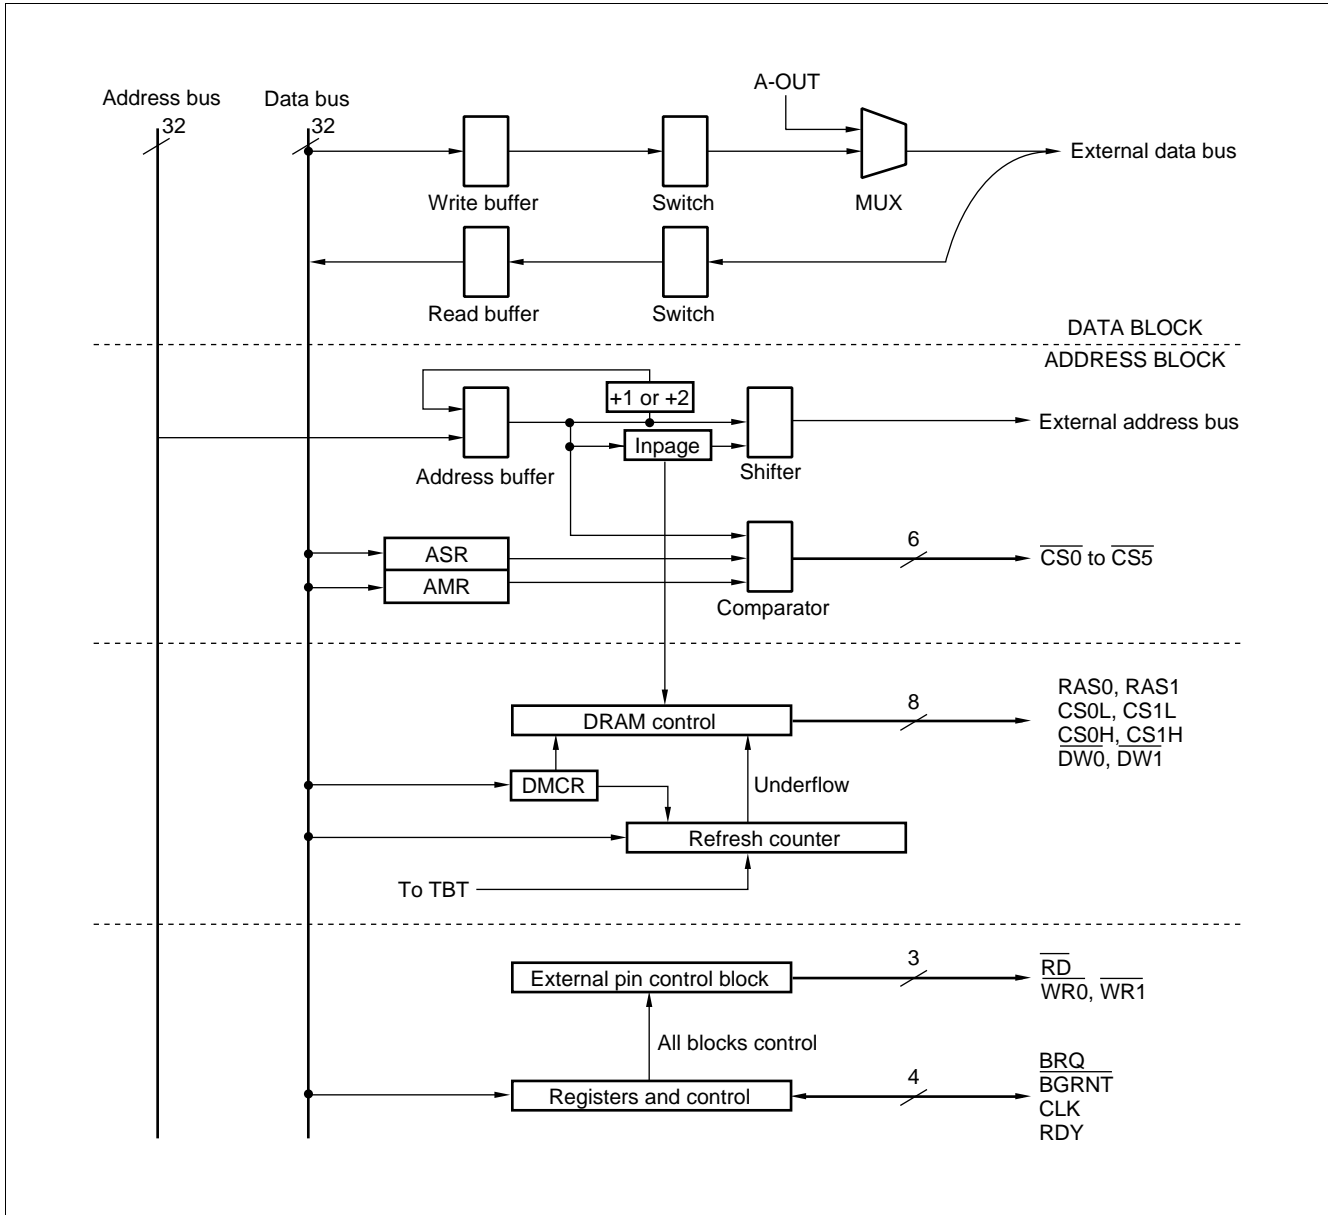 A-OUT
Address bus
Data bus
32
32
External data bus
Write buffer
Switch
MUX
Read buffer
Switch
DATA BLOCK
ADDRESS BLOCK
+1 or +2
External address bus
Inpage
Address buffer
Shifter
6
ASR
CS0 to CS5
AMR
Comparator
RAS0, RAS1
8
CS0L, CS1L
DRAM control
CS0H, CS1H
DW0, DW1
DMCR
Underflow
Refresh counter
To TBT
3
RD
External pin control block
WR0, WR1
All blocks control
BRQ
4
BGRNT
Registers and control
CLK
RDY